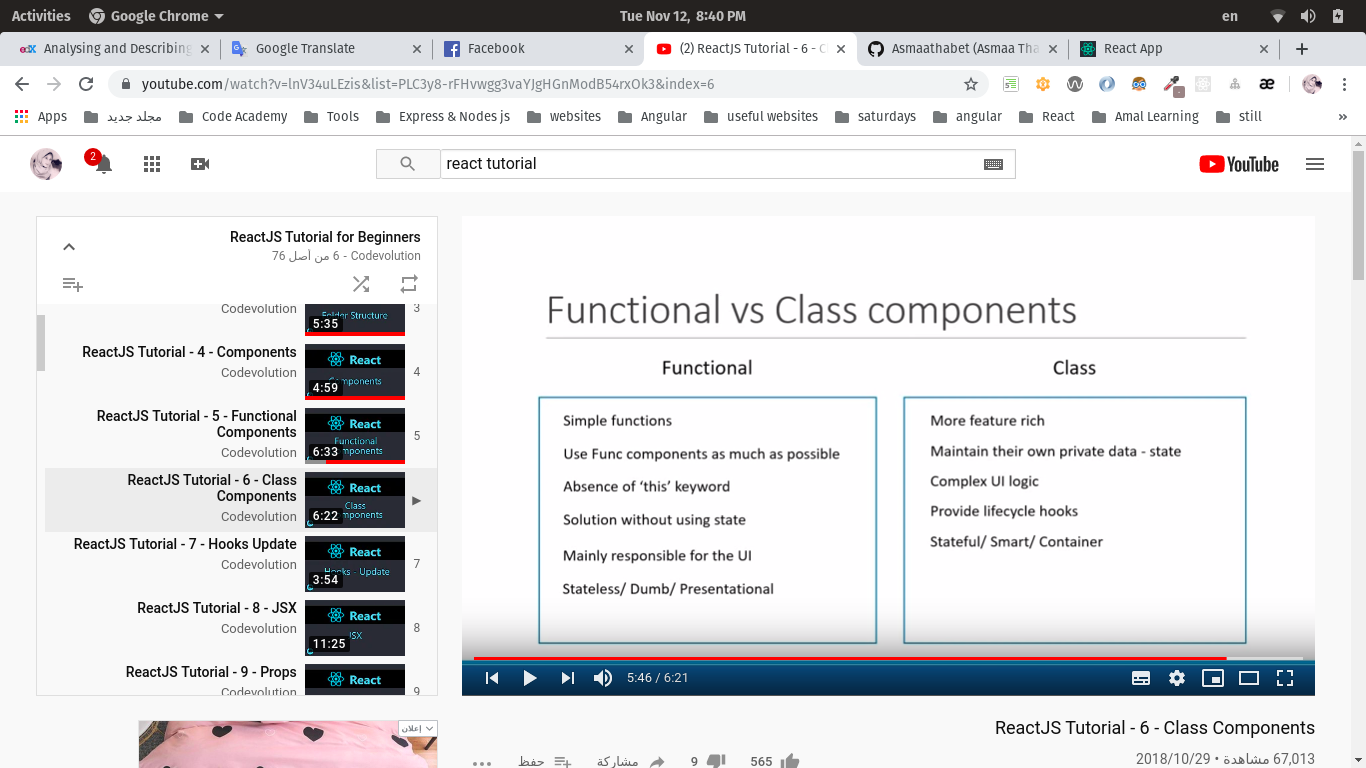 Activities
Google Chrome
Tue Nov 12, 8:40 PM
en
Analysing and Describing
Google Translate
Facebook
(2) ReactJS Tutorial - 6 - C
Asmaathabet (Asmaa Tha
React App
youtube.com/watch?v=lnV34uLEzis&list=PLC3y8-rFHvwgg3vaYJgHGnModB54rxOk3&index=6
Apps
مجلد جديد
Code Academy
Tools
Express & Nodes js
websites
Angular
useful websites
saturdays
angular
React
Amal Learning
still
»
2
react tutorial
YouTube
ReactJS Tutorial for Beginners
Codevolution - 6 من أصل 76
Codevolution
Folder Structure
5:35
3
ReactJS Tutorial - 4 - Components
Codevolution
React
4:59
4
ReactJS Tutorial - 5 - Functional
Components
Codevolution
React
Functional
6:33
5
ReactJS Tutorial - 6 - Class
Components
Codevolution
React
Class
6:22
ReactJS Tutorial - 7 - Hooks Update
Codevolution
React
Hooks - Update
3:54
7
ReactJS Tutorial - 8 - JSX
Codevolution
React
JSX
11:25
8
ReactJS Tutorial - 9 - Props
Codevolution
React
9
Functional vs Class components
Functional
Simple functions
Use Func components as much as possible
Absence of ‘this’ keyword
Solution without using state
Mainly responsible for the UI
Stateless/ Dumb/ Presentational
Class
More feature rich
Maintain their own private data - state
Complex UI logic
Provide lifecycle hooks
Stateful/ Smart/ Container
5:46 / 6:21
إعلان
ReactJS Tutorial - 6 - Class Components
67,013 مشاهدة • 2018/10/29
565
9
مشاركة
حفظ